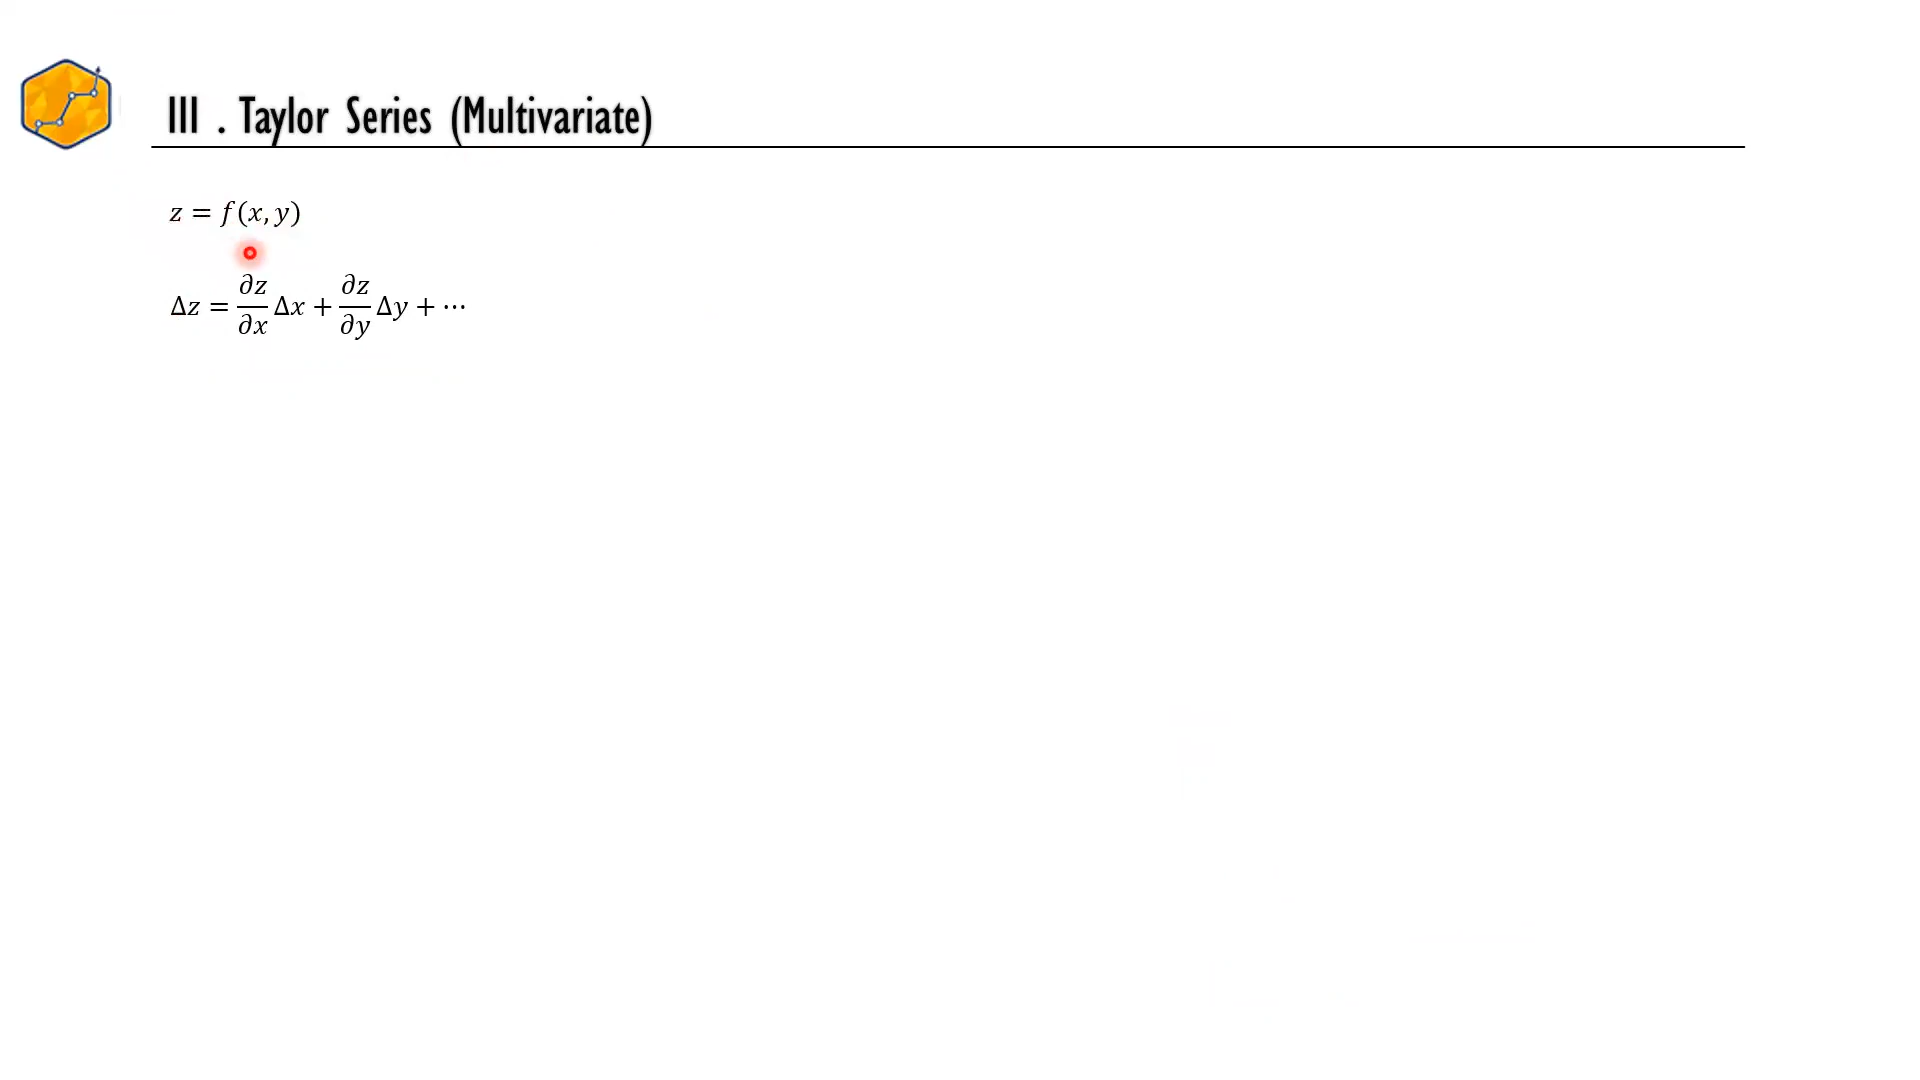 III . Taylor Series (Multivariate)
z = f(x, y)
Δz = ∂z/∂x Δx + ∂z/∂y Δy + ⋯